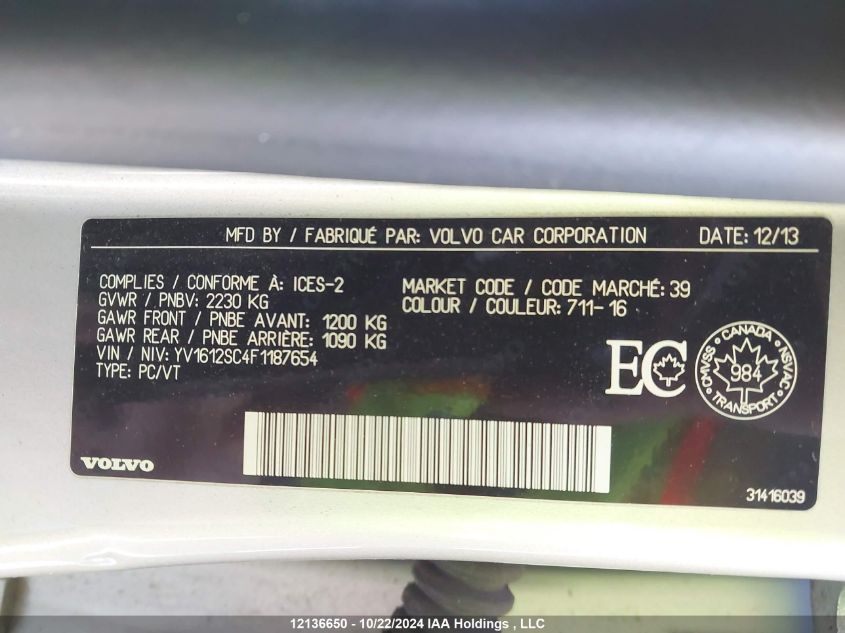 MFD BY / FABRIQUÉ PAR: VOLVO CAR CORPORATION DATE: 12/13
COMPLIES / CONFORME À: ICES-2
GVWR / PNBV: 2230 KG
GAWR FRONT / PNBE AVANT: 1200 KG
GAWR REAR / PNBE ARRIÈRE: 1090 KG
VIN / NIV: YV1612SC4F1187654
TYPE: PC/VT
MARKET CODE / CODE MARCHÉ: 39
COLOUR / COULEUR: 711-16
EC
CANADA
CMVSS
984
NSVAC
TRANSPORT
VOLVO
31416039
12136650 - 10/22/2024 IAA Holdings , LLC